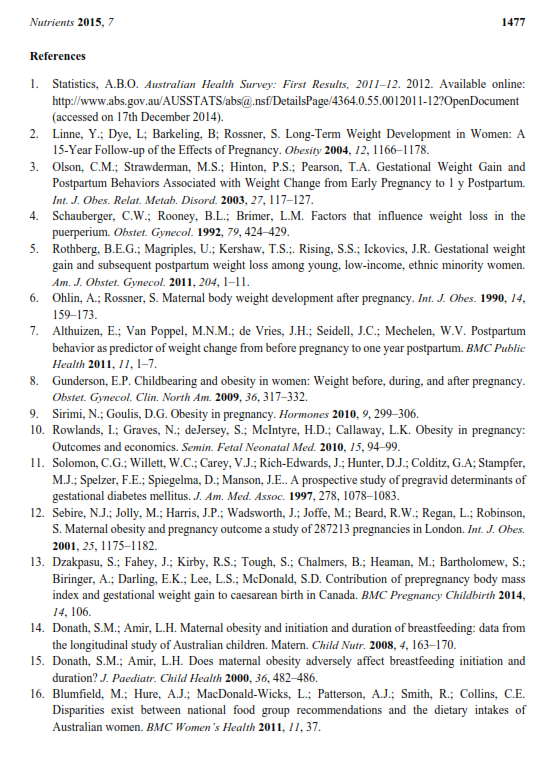 Nutrients 2015, 7 1477
References
1. Statistics, A.B.O. Australian Health Survey: First Results, 2011–12. 2012. Available online:
http://www.abs.gov.au/AUSSTATS/abs@.nsf/DetailsPage/4364.0.55.0012011-12?OpenDocument
(accessed on 17th December 2014).
2. Linne, Y.; Dye, L; Barkeling, B; Rossner, S. Long-Term Weight Development in Women: A
15-Year Follow-up of the Effects of Pregnancy. Obesity 2004, 12, 1166–1178.
3. Olson, C.M.; Strawderman, M.S.; Hinton, P.S.; Pearson, T.A. Gestational Weight Gain and
Postpartum Behaviors Associated with Weight Change from Early Pregnancy to 1 y Postpartum.
Int. J. Obes. Relat. Metab. Disord. 2003, 27, 117–127.
4. Schauberger, C.W.; Rooney, B.L.; Brimer, L.M. Factors that influence weight loss in the
puerperium. Obstet. Gynecol. 1992, 79, 424–429.
5. Rothberg, B.E.G.; Magriples, U.; Kershaw, T.S.;. Rising, S.S.; Ickovics, J.R. Gestational weight
gain and subsequent postpartum weight loss among young, low-income, ethnic minority women.
Am. J. Obstet. Gynecol. 2011, 204, 1–11.
6. Ohlin, A.; Rossner, S. Maternal body weight development after pregnancy. Int. J. Obes. 1990, 14,
159–173.
7. Althuizen, E.; Van Poppel, M.N.M.; de Vries, J.H.; Seidell, J.C.; Mechelen, W.V. Postpartum
behavior as predictor of weight change from before pregnancy to one year postpartum. BMC Public
Health 2011, 11, 1–7.
8. Gunderson, E.P. Childbearing and obesity in women: Weight before, during, and after pregnancy.
Obstet. Gynecol. Clin. North Am. 2009, 36, 317–332.
9. Sirimi, N.; Goulis, D.G. Obesity in pregnancy. Hormones 2010, 9, 299–306.
10. Rowlands, I.; Graves, N.; deJersey, S.; McIntyre, H.D.; Callaway, L.K. Obesity in pregnancy:
Outcomes and economics. Semin. Fetal Neonatal Med. 2010, 15, 94–99.
11. Solomon, C.G.; Willett, W.C.; Carey, V.J.; Rich-Edwards, J.; Hunter, D.J.; Colditz, G.A; Stampfer,
M.J.; Spelzer, F.E.; Spiegelma, D.; Manson, J.E.. A prospective study of pregravid determinants of
gestational diabetes mellitus. J. Am. Med. Assoc. 1997, 278, 1078–1083.
12. Sebire, N.J.; Jolly, M.; Harris, J.P.; Wadsworth, J.; Joffe, M.; Beard, R.W.; Regan, L.; Robinson,
S. Maternal obesity and pregnancy outcome a study of 287213 pregnancies in London. Int. J. Obes.
2001, 25, 1175–1182.
13. Dzakpasu, S.; Fahey, J.; Kirby, R.S.; Tough, S.; Chalmers, B.; Heaman, M.; Bartholomew, S.;
Biringer, A.; Darling, E.K.; Lee, L.S.; McDonald, S.D. Contribution of prepregnancy body mass
index and gestational weight gain to caesarean birth in Canada. BMC Pregnancy Childbirth 2014,
14, 106.
14. Donath, S.M.; Amir, L.H. Maternal obesity and initiation and duration of breastfeeding: data from
the longitudinal study of Australian children. Matern. Child Nutr. 2008, 4, 163–170.
15. Donath, S.M.; Amir, L.H. Does maternal obesity adversely affect breastfeeding initiation and
duration? J. Paediatr. Child Health 2000, 36, 482–486.
16. Blumfield, M.; Hure, A.J.; MacDonald-Wicks, L.; Patterson, A.J.; Smith, R.; Collins, C.E.
Disparities exist between national food group recommendations and the dietary intakes of
Australian women. BMC Women's Health 2011, 11, 37.